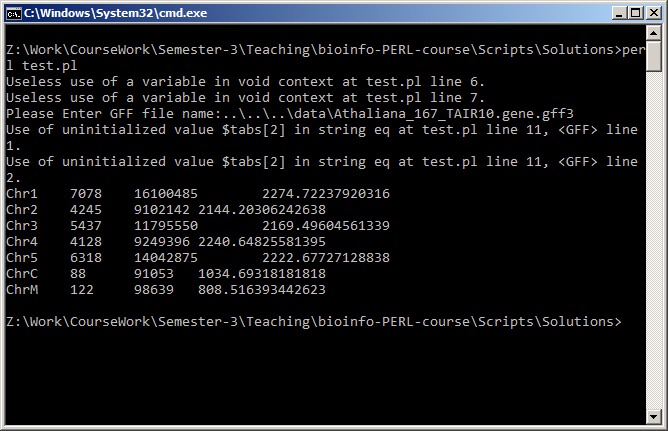 C:\Windows\System32\cmd.exe
Z:\Work\CourseWork\Semester-3\Teaching\bioinfo-PERL-course\Scripts\Solutions>per
l test.pl
Useless use of a variable in void context at test.pl line 6.
Useless use of a variable in void context at test.pl line 7.
Please Enter GFF file name:..\..\..\data\Athaliana_167_TAIR10.gene.gff3
Use of uninitialized value $tabs[2] in string eq at test.pl line 11, <GFF> line
1.
Use of uninitialized value $tabs[2] in string eq at test.pl line 11, <GFF> line
2.
Chr1    7078    16100485        2274.72237920316
Chr2    4245    9102142 2144.20306242638
Chr3    5437    11795550        2169.49604561339
Chr4    4128    9249396 2240.64825581395
Chr5    6318    14042875        2222.67727128838
ChrC    88      91053   1034.69318181818
ChrM    122     98639   808.516393442623
Z:\Work\CourseWork\Semester-3\Teaching\bioinfo-PERL-course\Scripts\Solutions>